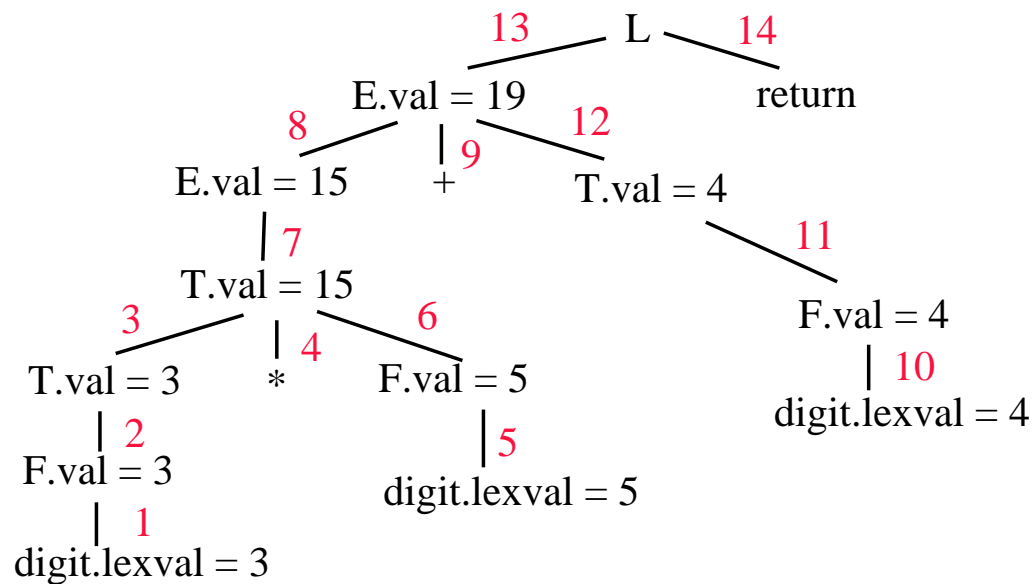 13 L 14
E.val = 19 return
8 9 12
E.val = 15 + T.val = 4
7 11
T.val = 15 F.val = 4
3 4 6 10
T.val = 3 * F.val = 5 digit.lexval = 4
2 5
F.val = 3 digit.lexval = 5
1
digit.lexval = 3